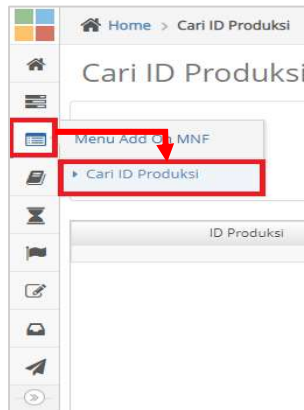 Home > Cari ID Produksi
Cari ID Produksi
Menu Add On MNF
Cari ID Produksi
ID Produksi